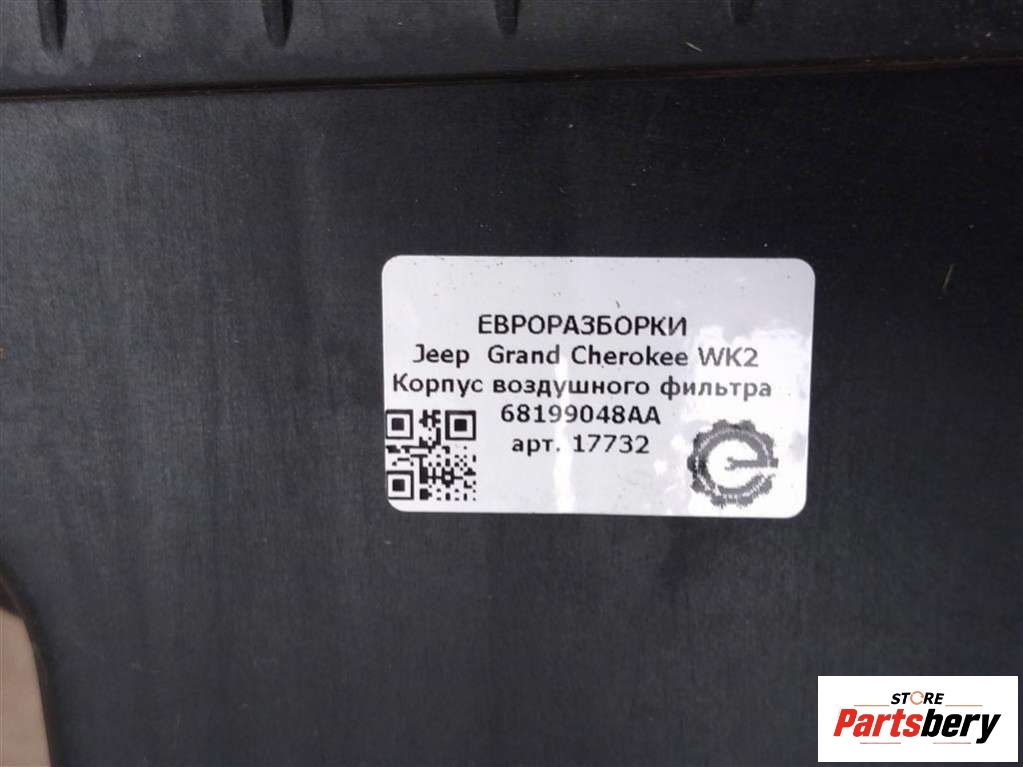 ЕВРОРАЗБОРКИ
Jeep Grand Cherokee WK2
Корпус воздушного фильтра
68199048AA
арт. 17732
STORE
Partsbery